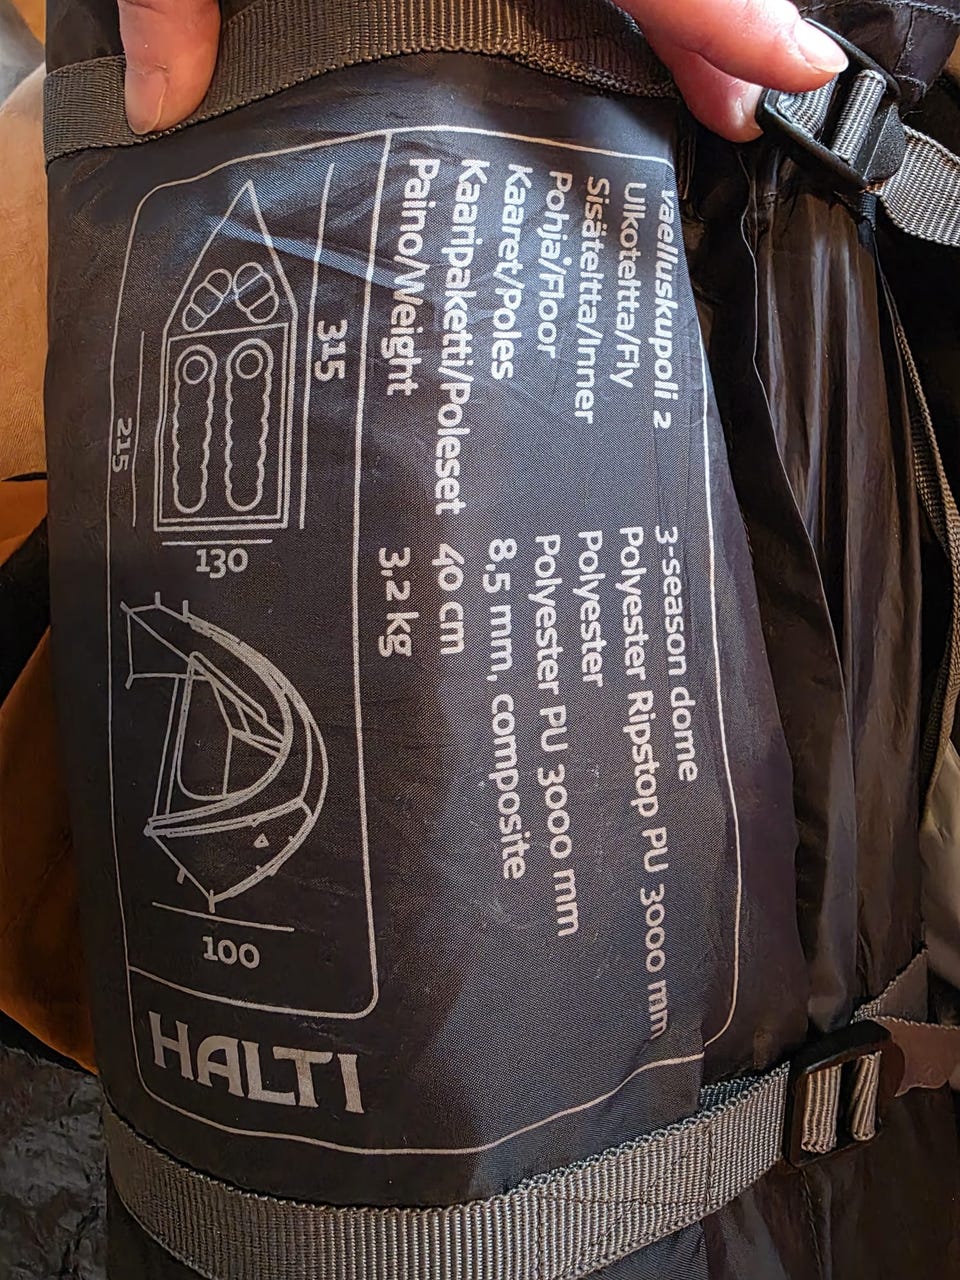 vaelluskupoli 2 3-season dome
Ulkoteltta/Fly Polyester Ripstop PU 3000 mm
Sisäteltta/Inner Polyester
Pohja/Floor Polyester PU 3000 mm
Kaaret/Poles 8,5 mm, composite
Kaaripaketti/Poleset 40 cm
Paino/Weight 3,2 kg
315
215
130
100
HALTI